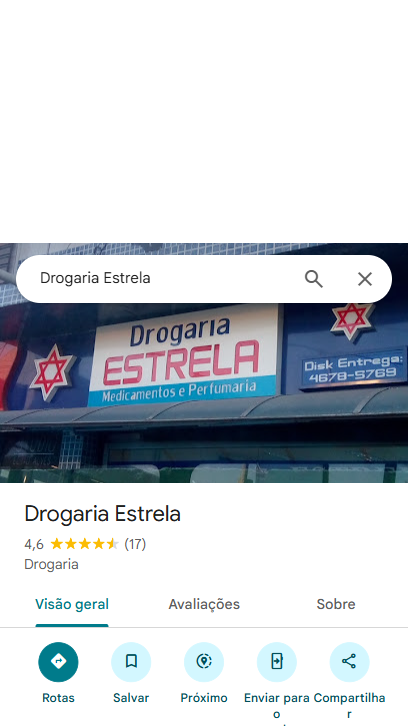 Drogaria Estrela
Drogaria
ESTRELA
Medicamentos e Perfumaria
Disk Entrega:
4678-5769
Drogaria Estrela
4,6 (17)
Drogaria
Visão geral Avaliações Sobre
Rotas Salvar Próximo Enviar para Compartilha
o r